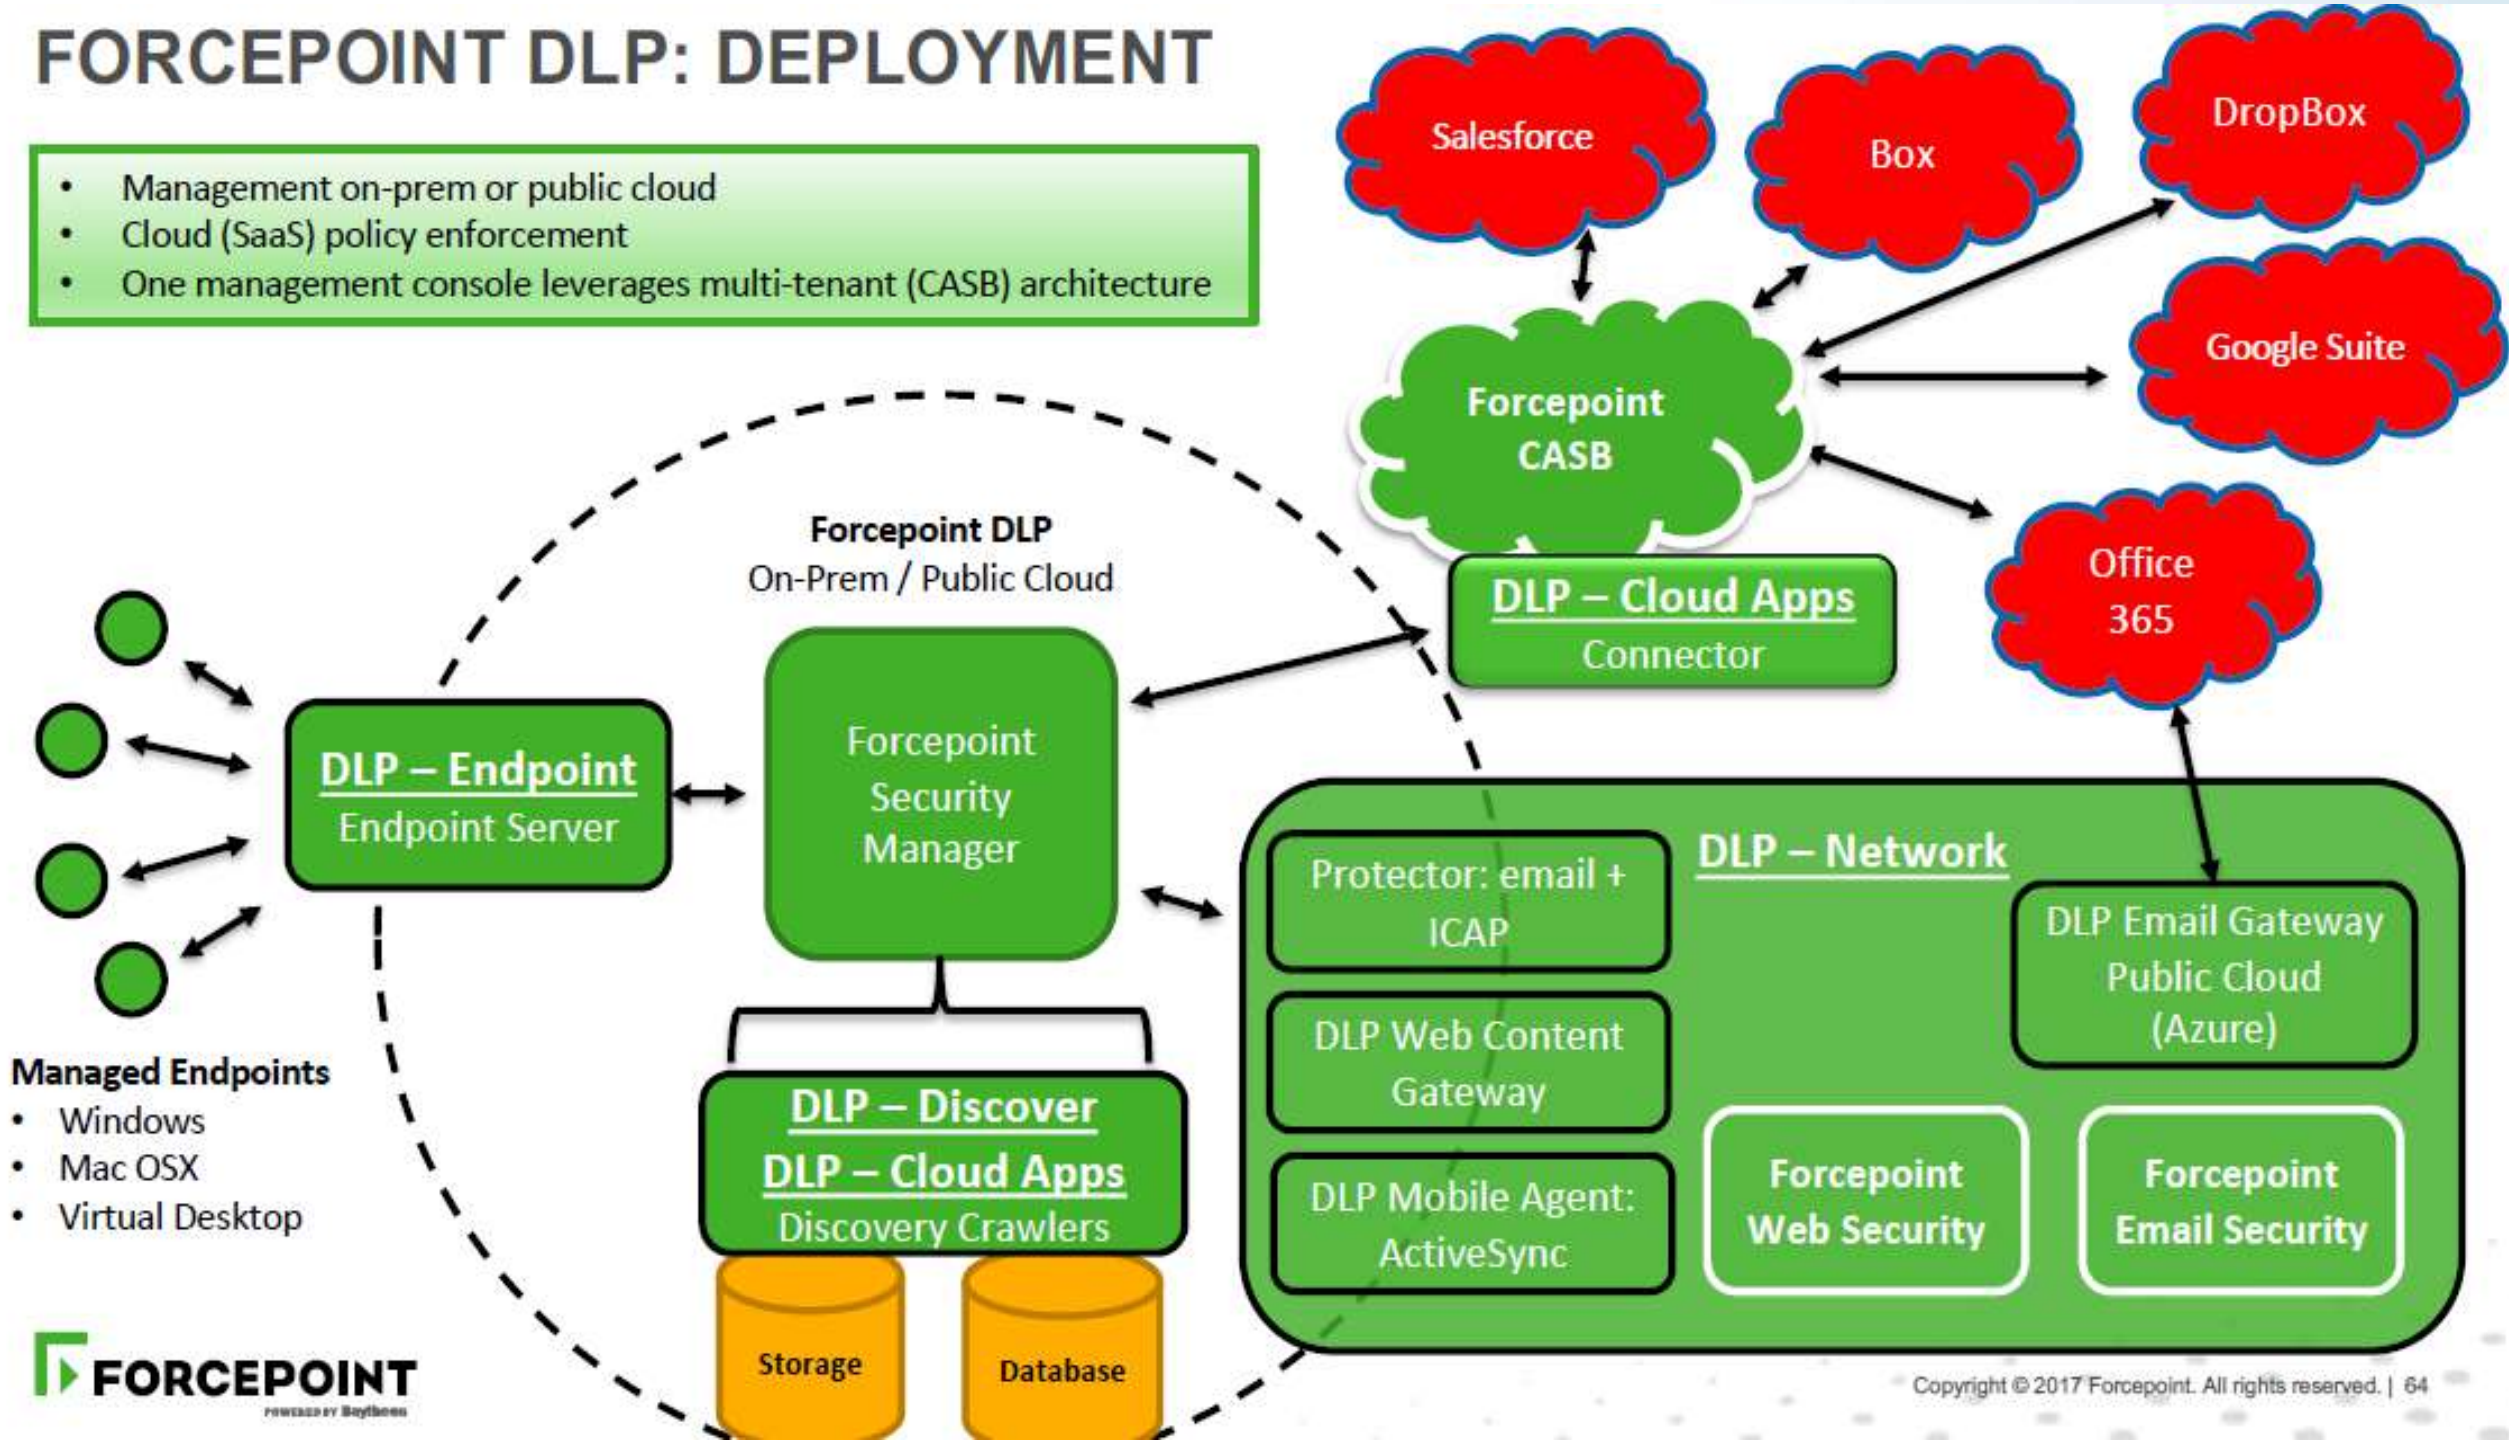 FORCEPOINT DLP: DEPLOYMENT
• Management on-prem or public cloud
• Cloud (SaaS) policy enforcement
• One management console leverages multi-tenant (CASB) architecture
Salesforce
Box
DropBox
Google Suite
Forcepoint
CASB
Office
365
DLP – Cloud Apps
Connector
Forcepoint DLP
On-Prem / Public Cloud
Forcepoint
Security
Manager
DLP – Endpoint
Endpoint Server
Managed Endpoints
• Windows
• Mac OSX
• Virtual Desktop
DLP – Discover
DLP – Cloud Apps
Discovery Crawlers
Storage
Database
DLP – Network
Protector: email +
ICAP
DLP Web Content
Gateway
DLP Mobile Agent:
ActiveSync
DLP Email Gateway
Public Cloud
(Azure)
Forcepoint
Web Security
Forcepoint
Email Security
FORCEPOINT
POWERED BY Raytheon
Copyright © 2017 Forcepoint. All rights reserved. | 64